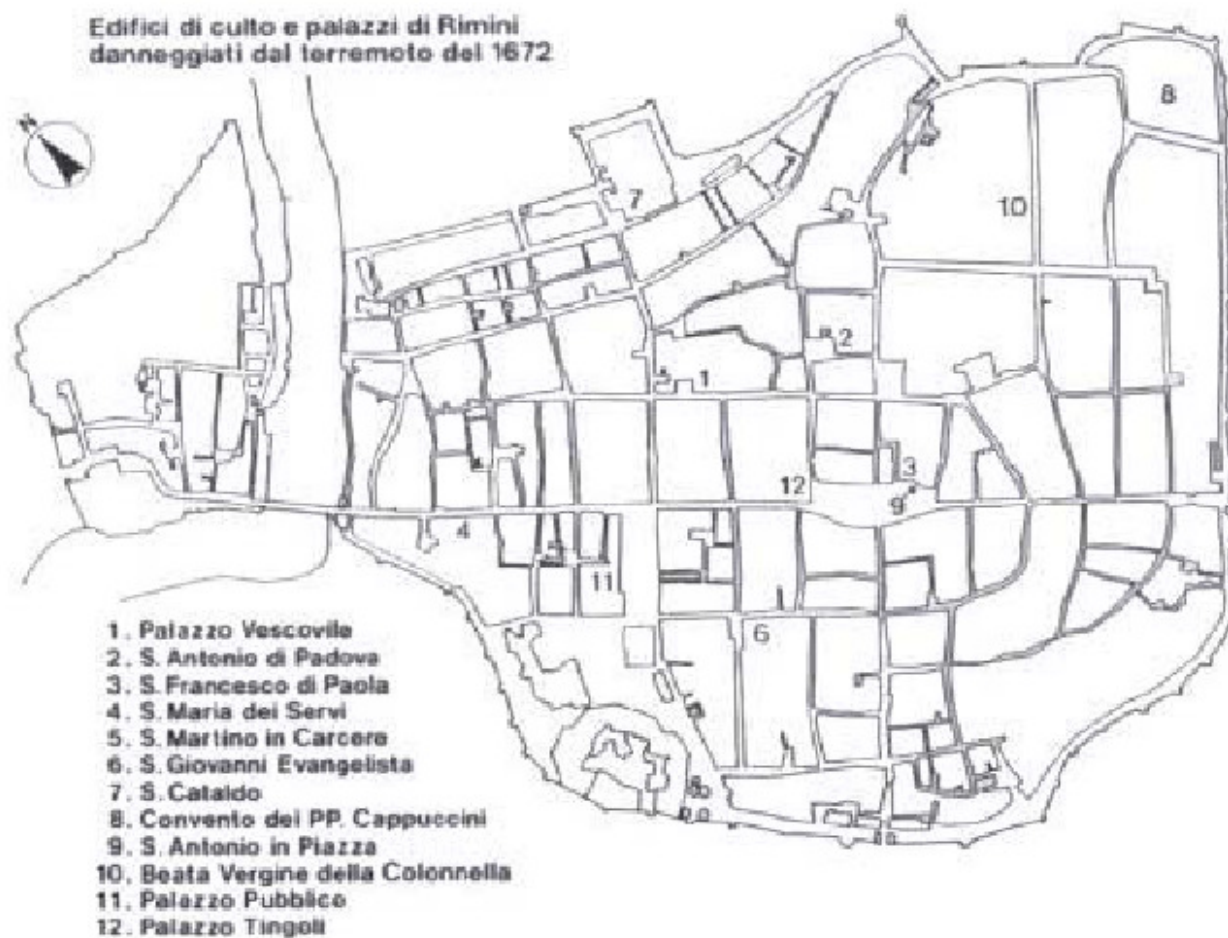 Edifici di culto e palazzi di Rimini
danneggiati dal terremoto del 1672
N
8
7
10
2
1
3
12
9
4
11
6
1. Palazzo Vescovile
2. S. Antonio di Padova
3. S. Francesco di Paola
4. S. Maria dei Servi
5. S. Martino in Carcere
6. S. Giovanni Evangelista
7. S. Cataldo
8. Convento dei PP. Cappuccini
9. S. Antonio in Piazza
10. Beata Vergine della Colonnella
11. Palazzo Pubblico
12. Palazzo Tingoli